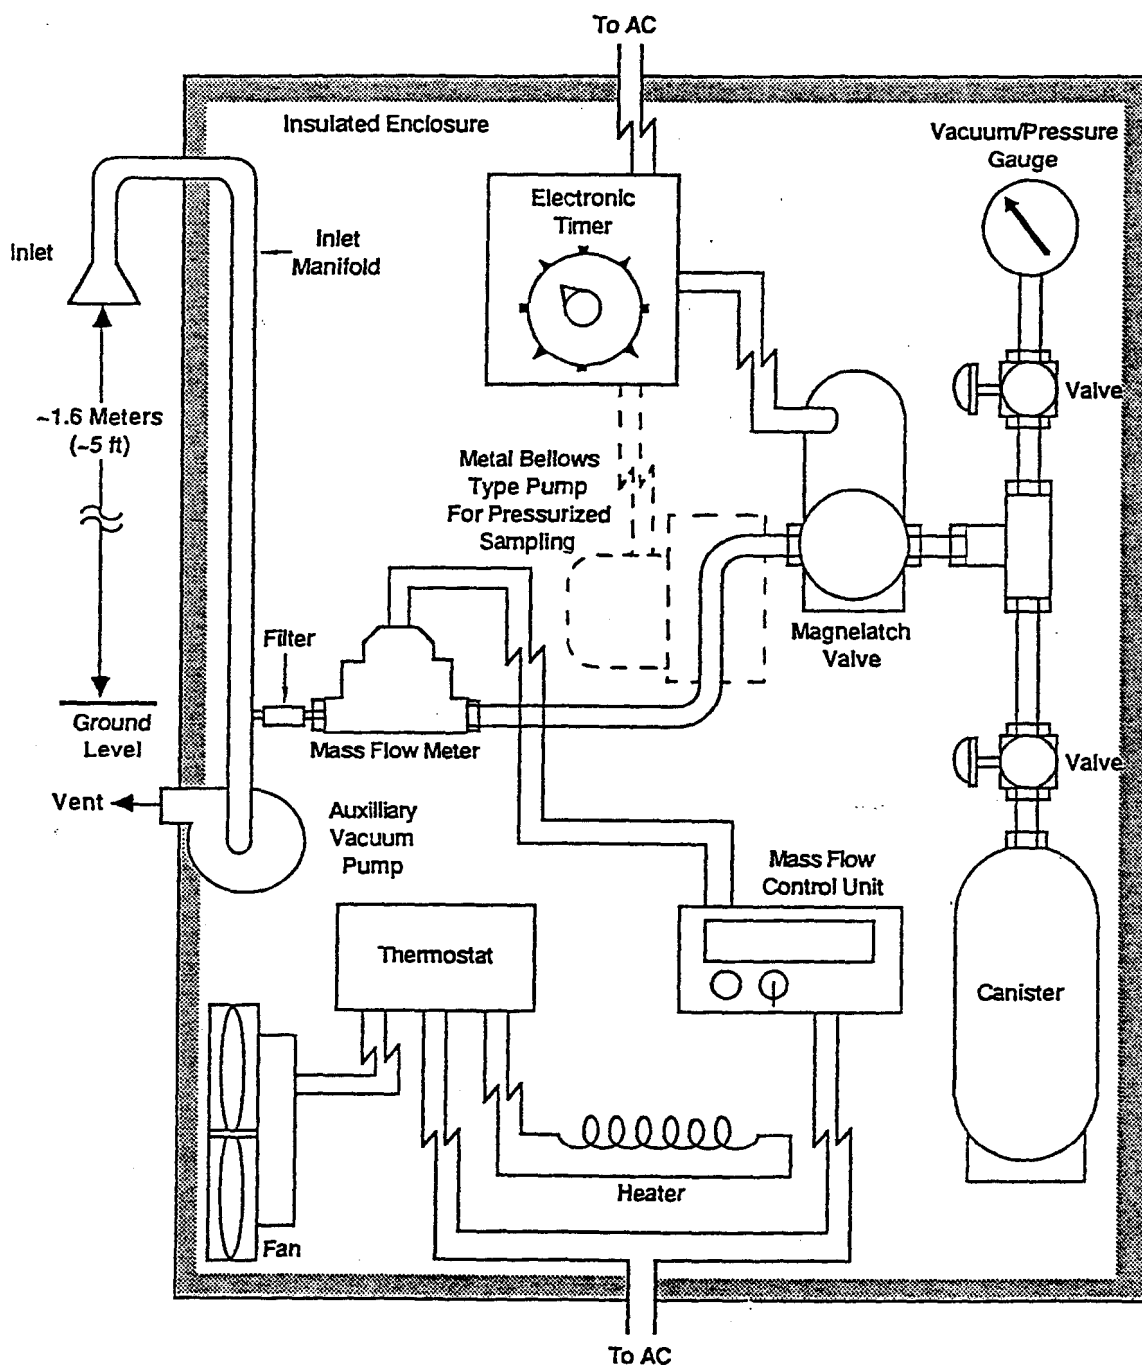 To AC
Insulated Enclosure
Vacuum/Pressure
Gauge
Electronic
Timer
Inlet
Inlet
Manifold
~1.6 Meters
(~5 ft)
Valve
Metal Bellows
Type Pump
For Pressurized
Sampling
Filter
Magnelatch
Valve
Ground
Level
Mass Flow Meter
Valve
Vent
Auxilliary
Vacuum
Pump
Mass Flow
Control Unit
Thermostat
Canister
Heater
Fan
To AC